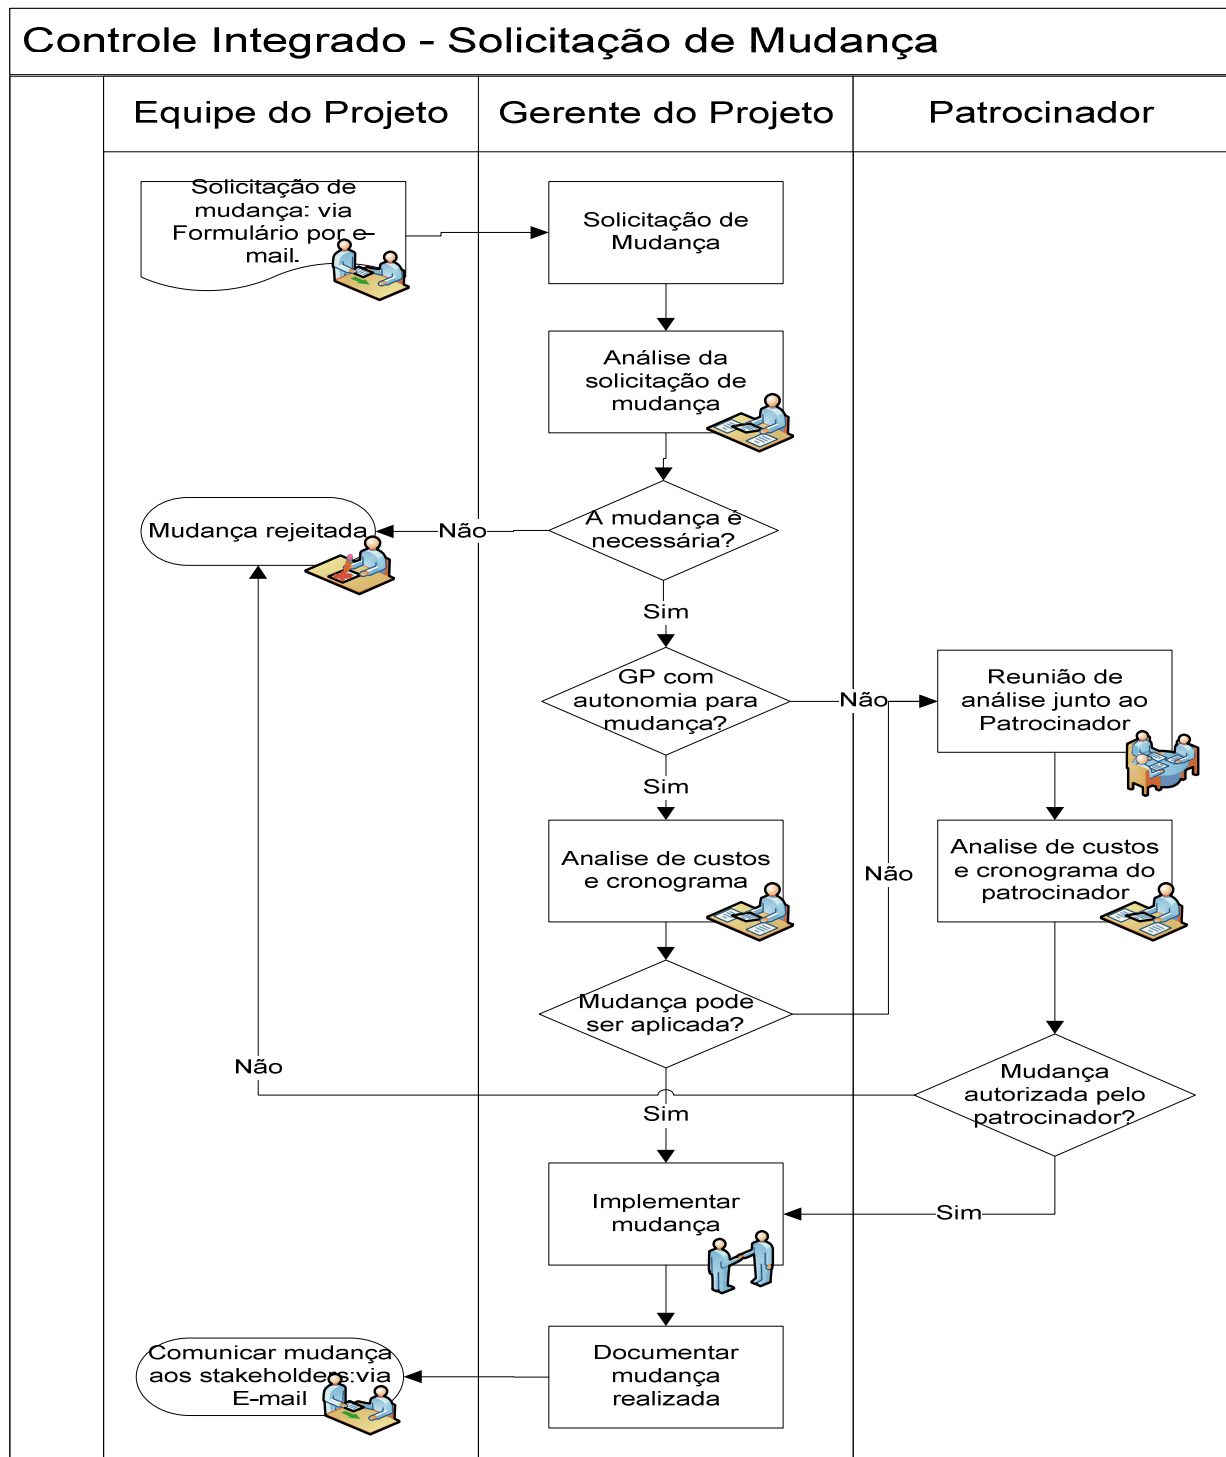 Controle Integrado - Solicitação de Mudança
Equipe do Projeto
Gerente do Projeto
Patrocinador
Solicitação de
mudança: via
Formulário por e-
mail.
Solicitação de
Mudança
Análise da
solicitação de
mudança
A mudança é
necessária?
Não
Mudança rejeitada
Sim
GP com
autonomia para
mudança?
Não
Reunião de
análise junto ao
Patrocinador
Sim
Analise de custos
e cronograma
Não
Analise de custos
e cronograma do
patrocinador
Mudança pode
ser aplicada?
Não
Mudança
autorizada pelo
patrocinador?
Sim
Implementar
mudança
Sim
Documentar
mudança
realizada
Comunicar mudança
aos stakeholders:via
E-mail